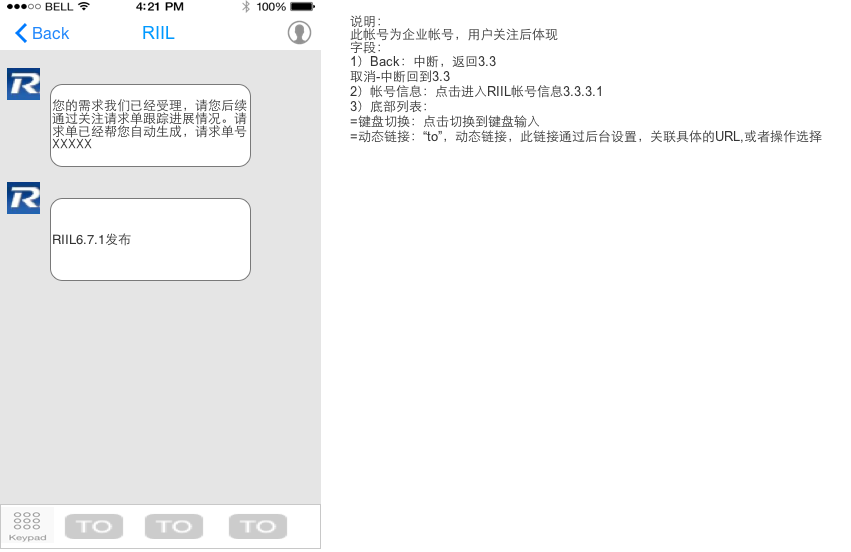 BELL 4:21 PM 100%
Back RIIL
R
您的需求我们已经受理，请您后续
通过关注请求单跟踪进展情况。请
求单已经帮您自动生成，请求单号
XXXXX
R
RIIL6.7.1发布
Keypad TO TO TO
说明：
此帐号为企业帐号，用户关注后体现
字段：
1）Back：中断，返回3.3
取消-中断回到3.3
2）帐号信息：点击进入RIIL帐号信息3.3.3.1
3）底部列表：
=键盘切换：点击切换到键盘输入
=动态链接：“to”，动态链接，此链接通过后台设置，关联具体的URL,或者操作选择